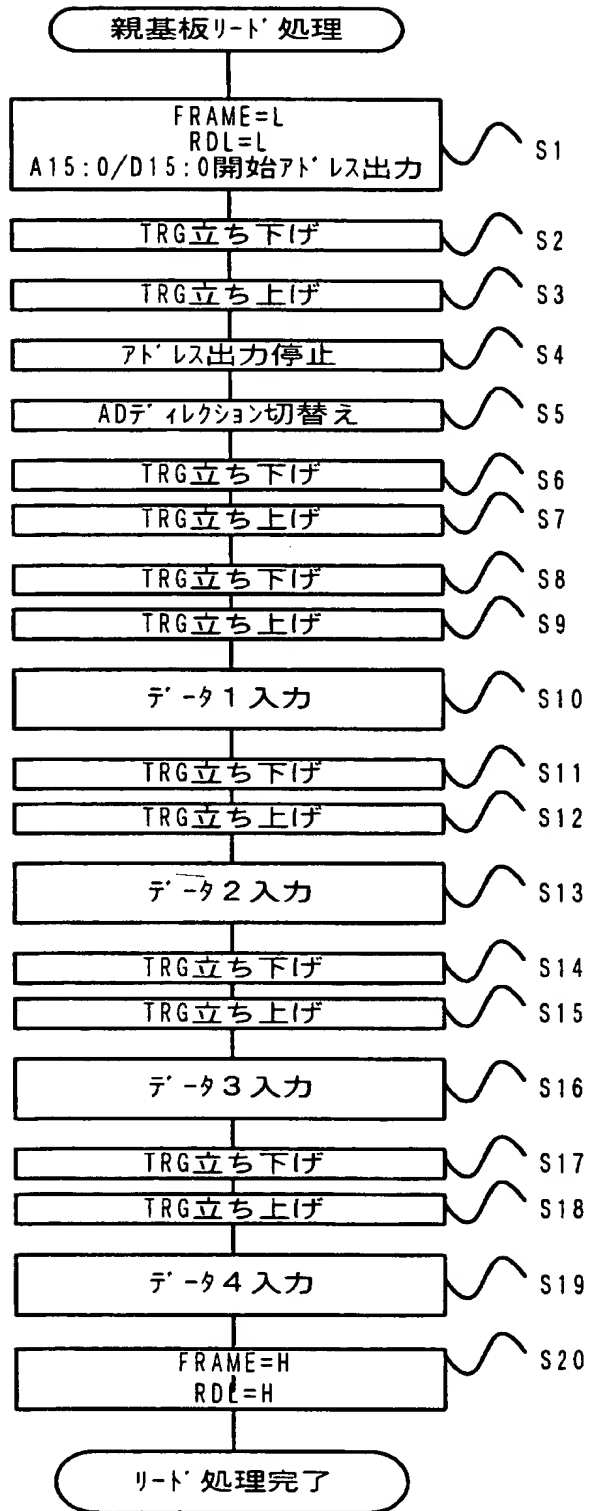 親基板ﾘｰﾄﾞ処理
FRAME=L
RDL=L
A15:0/D15:0開始ｱﾄﾞﾚｽ出力
S1
TRG立ち下げ
S2
TRG立ち上げ
S3
ｱﾄﾞﾚｽ出力停止
S4
ADﾃﾞｨﾚｸｼｮﾝ切替え
S5
TRG立ち下げ
S6
TRG立ち上げ
S7
TRG立ち下げ
S8
TRG立ち上げ
S9
ﾃﾞｰﾀ1入力
S10
TRG立ち下げ
S11
TRG立ち上げ
S12
ﾃﾞｰﾀ2入力
S13
TRG立ち下げ
S14
TRG立ち上げ
S15
ﾃﾞｰﾀ3入力
S16
TRG立ち下げ
S17
TRG立ち上げ
S18
ﾃﾞｰﾀ4入力
S19
FRAME=H
RDL=H
S20
ﾘｰﾄﾞ処理完了